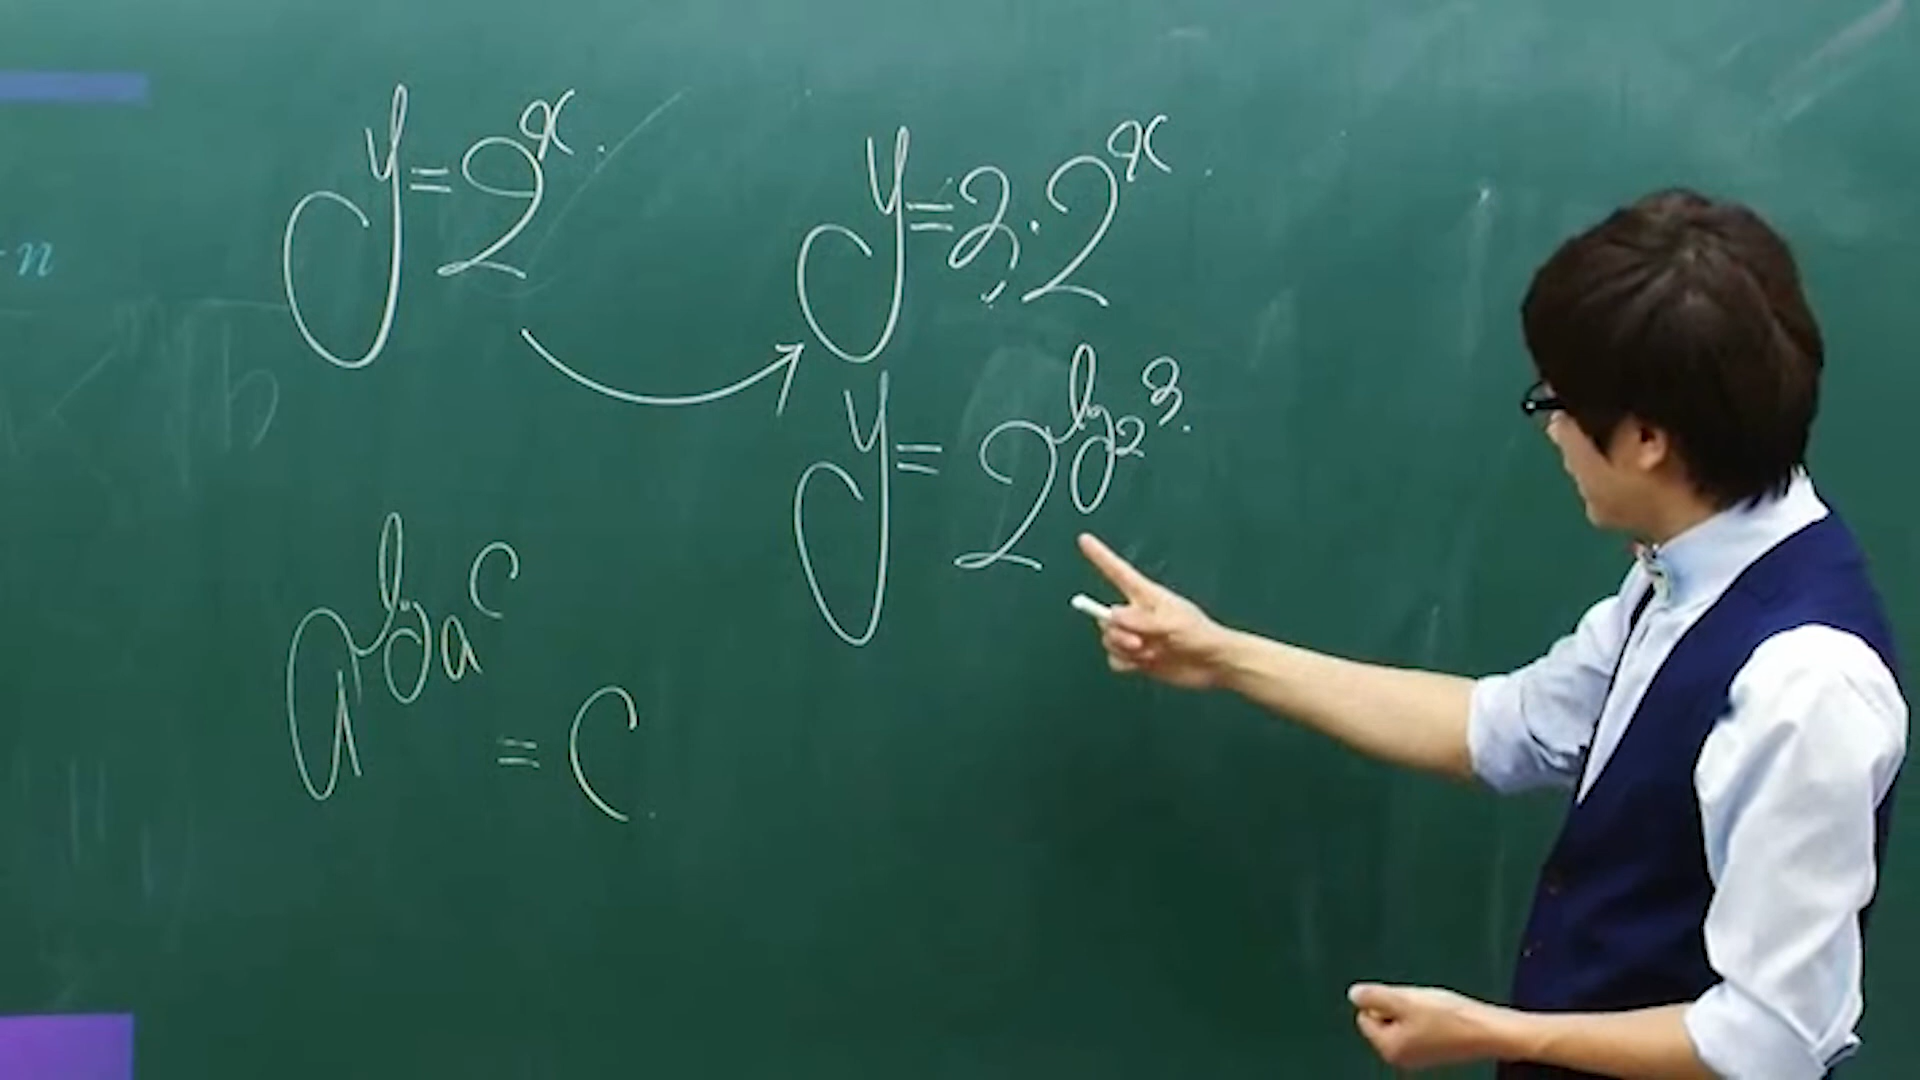 y=2^x.
y=3·2^x.
y=2^{log_2 3}.
a^{log_a c}
= c.
-n